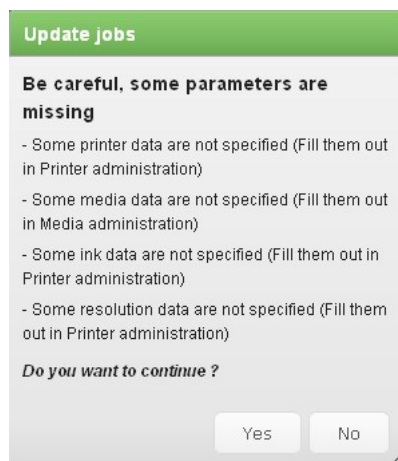 Update jobs
Be careful, some parameters are
missing
- Some printer data are not specified (Fill them out
in Printer administration)
- Some media data are not specified (Fill them out
in Media administration)
- Some ink data are not specified (Fill them out in
Printer administration)
- Some resolution data are not specified (Fill them
out in Printer administration)
Do you want to continue ?
Yes No